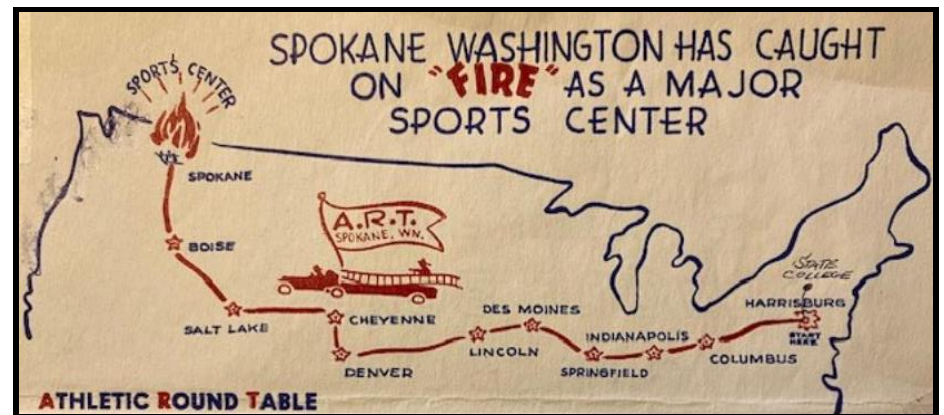 SPOKANE WASHINGTON HAS CAUGHT
ON "FIRE" AS A MAJOR
SPORTS CENTER
SPORTS CENTER
SPOKANE
BOISE
SALT LAKE
A.R.T.
SPOKANE, WN.
CHEYENNE
DENVER
LINCOLN
DES MOINES
SPRINGFIELD
INDIANAPOLIS
COLUMBUS
STATE
COLLEGE
HARRISBURG
START
HERE
ATHLETIC ROUND TABLE